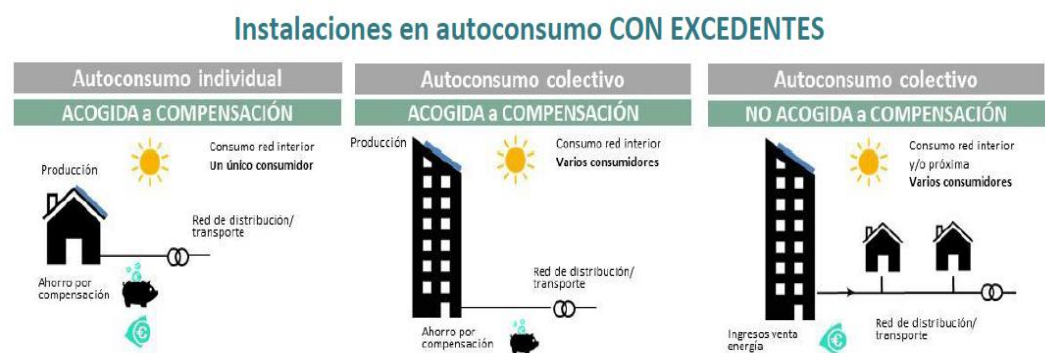 Instalaciones en autoconsumo CON EXCEDENTES
Autoconsumo individual
ACOGIDA a COMPENSACIÓN
Producción
Consumo red interior
Un único consumidor
Red de distribución/
transporte
Ahorro por
compensación
€
Autoconsumo colectivo
ACOGIDA a COMPENSACIÓN
Producción
Consumo red interior
Varios consumidores
Red de distribución/
transporte
Ahorro por
compensación
Autoconsumo colectivo
NO ACOGIDA a COMPENSACIÓN
Consumo red interior
y/o próxima
Varios consumidores
Ingresos venta
energía
€
Red de distribución/
transporte